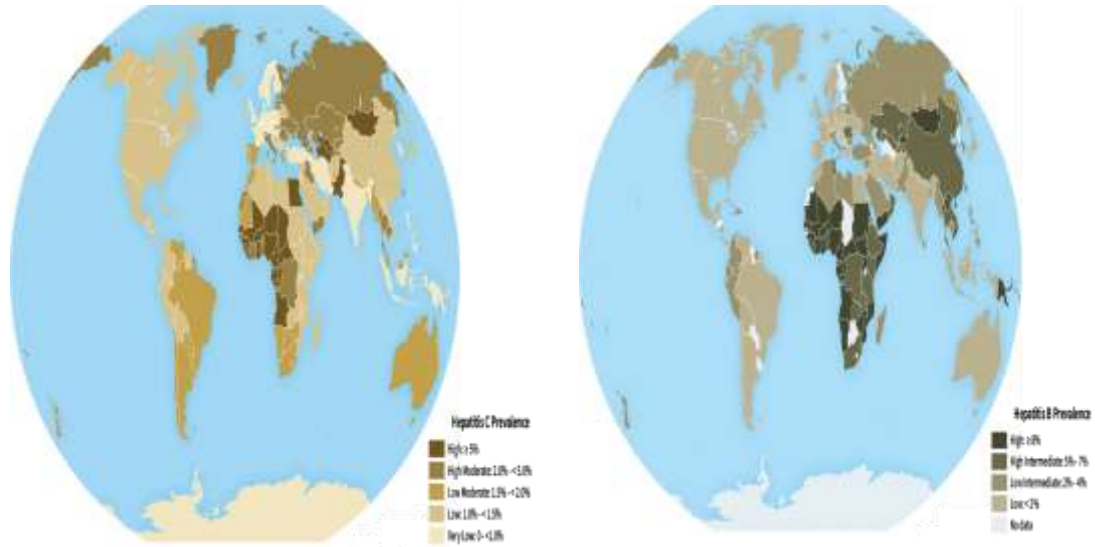 Hepatitis C Prevalence
High: ≥ 5%
High Moderate: 2.0% - <5.0%
Low Moderate: 1.5% - <2.0%
Low: 1.0% - <1.5%
Very Low: 0 - <1.0%
Hepatitis B Prevalence
High: ≥8%
High Intermediate: 5% - 7%
Low Intermediate: 2% - 4%
Low: <2%
No data